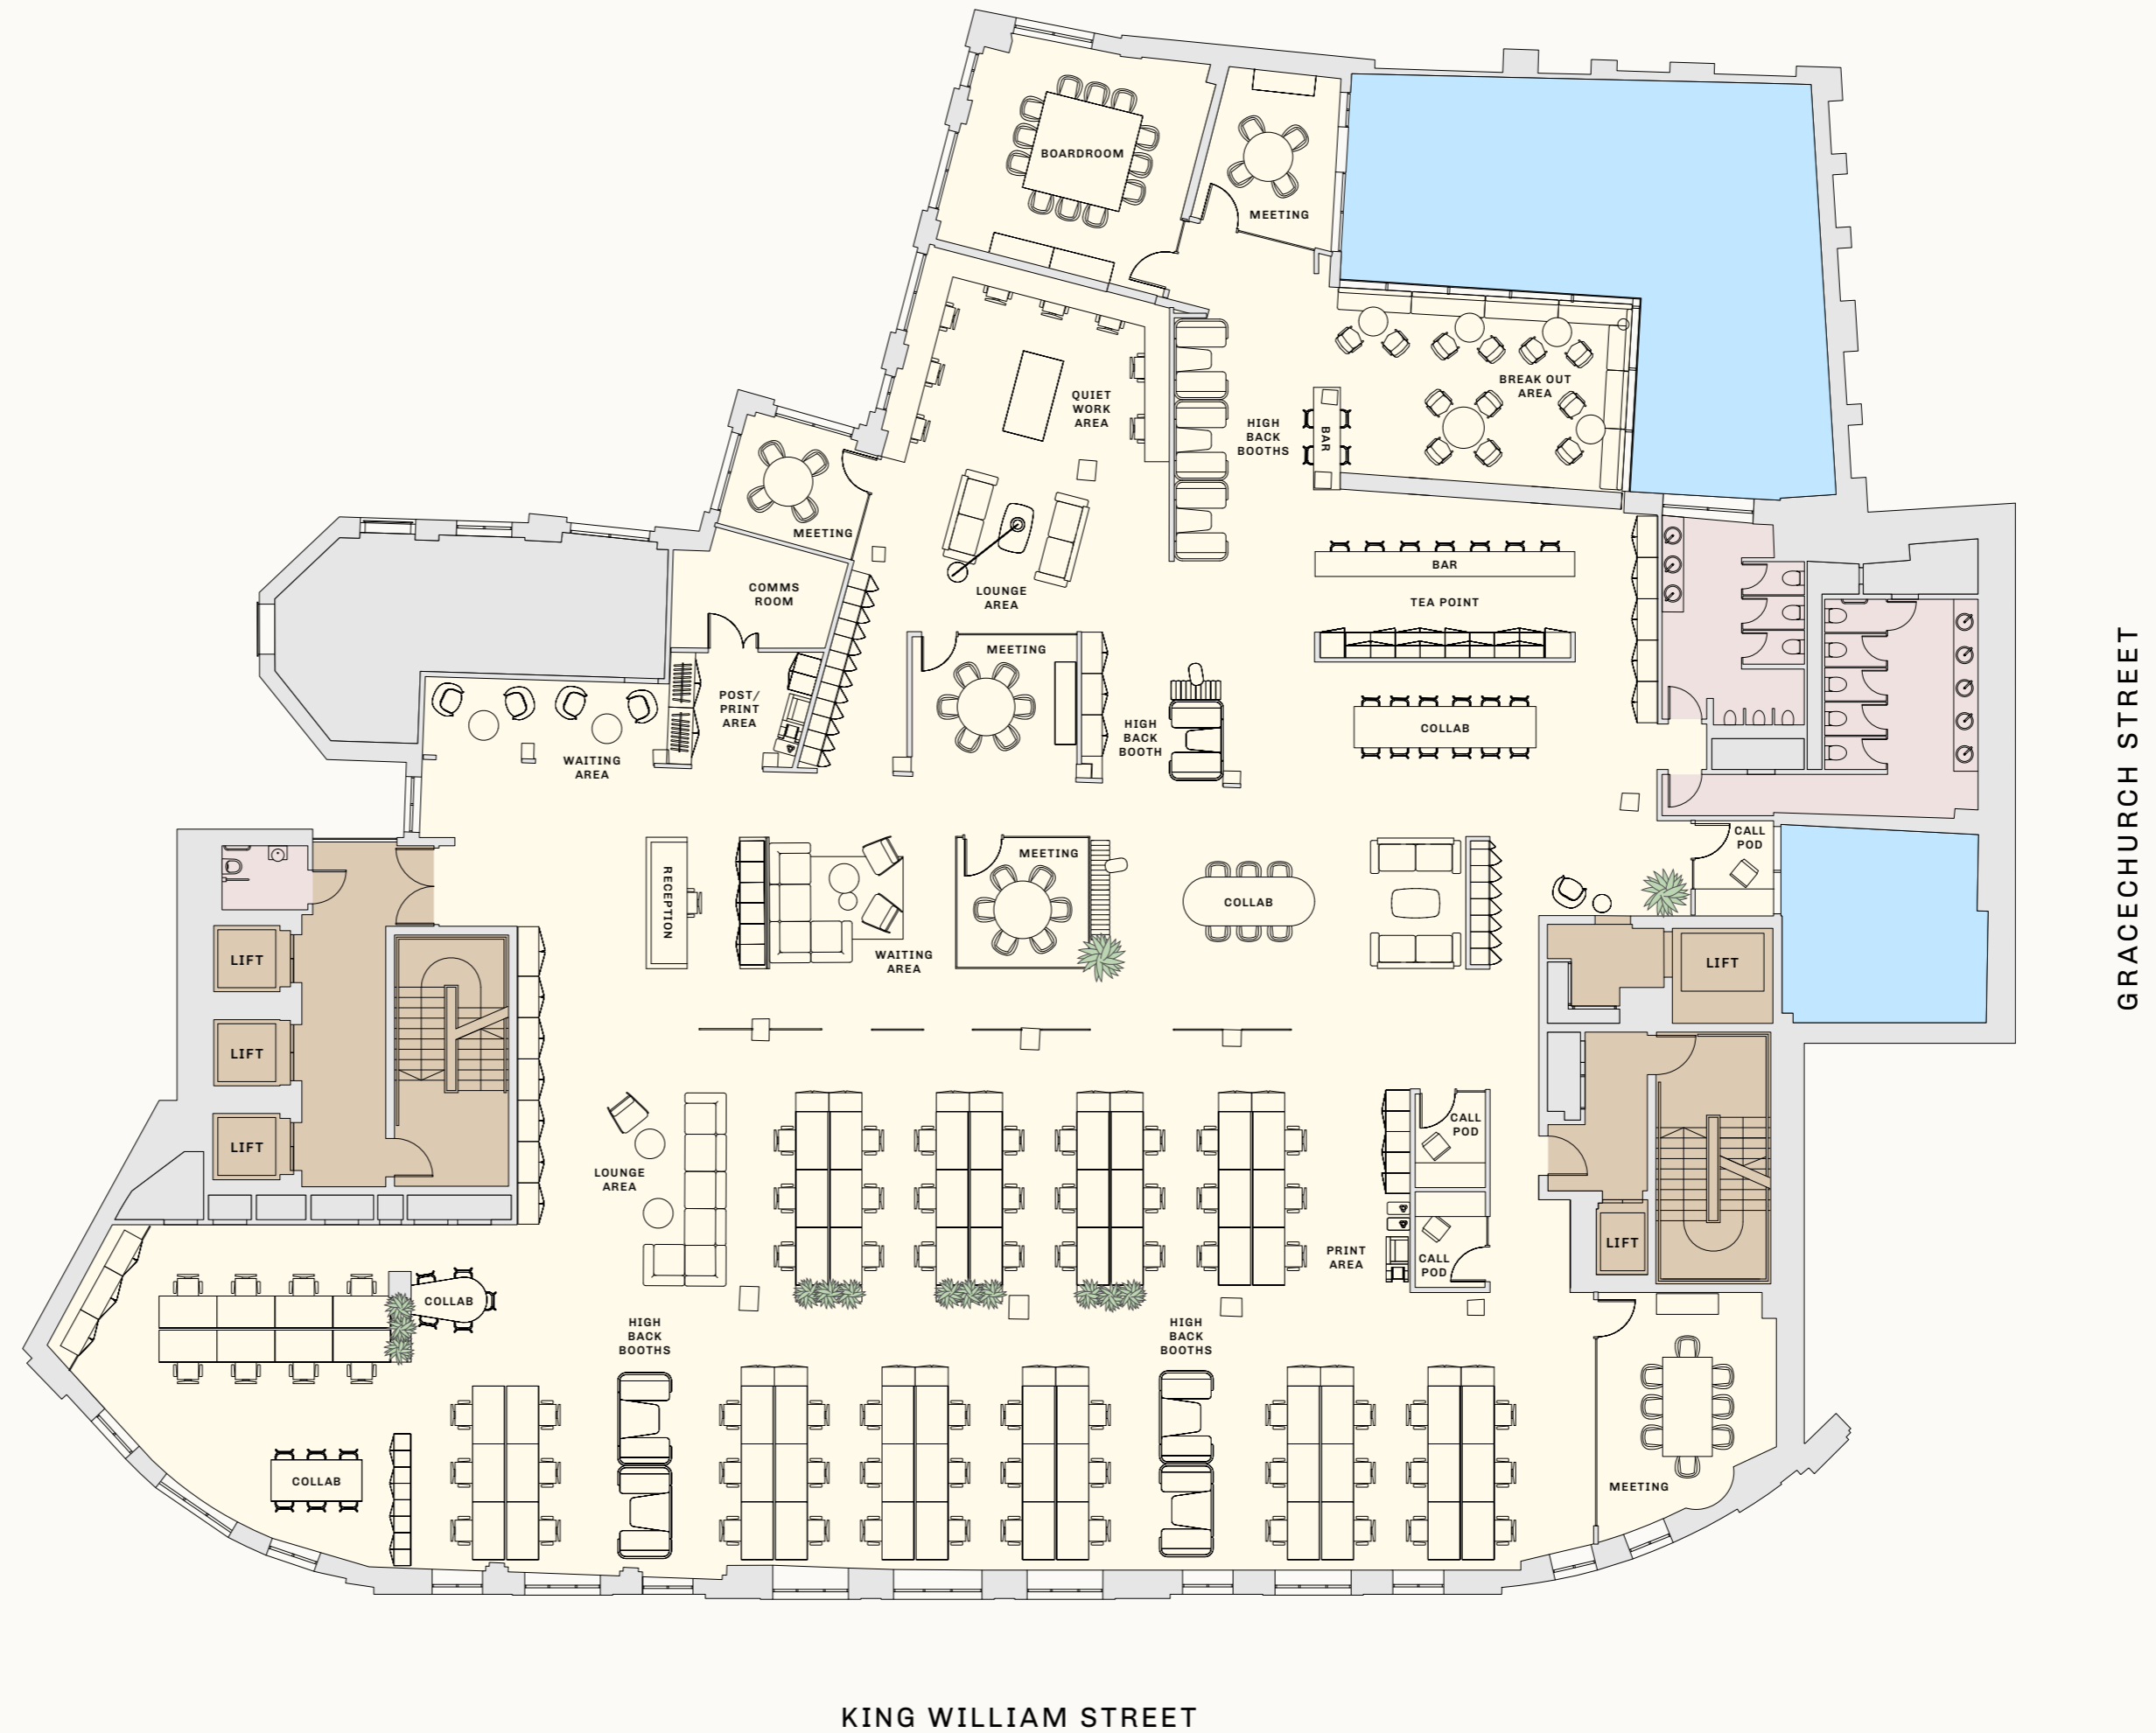 BOARDROOM
MEETING
QUIET
WORK
AREA
BREAK OUT
AREA
HIGH
BACK
BOOTHS
BAR
MEETING
BAR
COMMS
ROOM
LOUNGE
AREA
TEA POINT
MEETING
POST/
PRINT
AREA
HIGH
BACK
BOOTH
COLLAB
WAITING
AREA
GRACECHURCH STREET
CALL
POD
RECEPTION
MEETING
COLLAB
WAITING
AREA
LIFT
LIFT
LIFT
LIFT
CALL
POD
LOUNGE
AREA
PRINT
AREA
CALL
POD
LIFT
COLLAB
HIGH
BACK
BOOTHS
HIGH
BACK
BOOTHS
COLLAB
MEETING
KING WILLIAM STREET